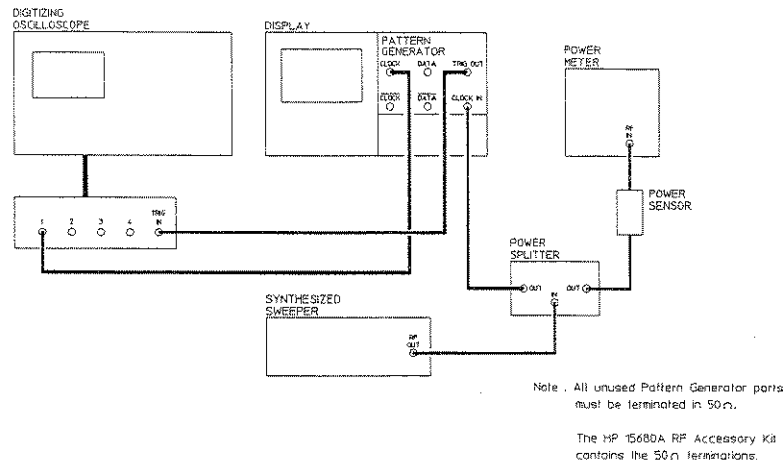 DIGITIZING
OSCILLOSCOPE
DISPLAY
PATTERN
GENERATOR
CLOCK DATA TRIG OUT
CLOCK DATA CLOCK IN
POWER
METER
RF
IN
POWER
SENSOR
1 2 3 4 TRIG
IN
POWER
SPLITTER
OUT IN OUT
SYNTHESIZED
SWEEPER
RF
OUT
Note . All unused Pattern Generator ports
must be terminated in 50Ω.
The HP 15680A RF Accessory Kit
contains the 50Ω terminations.